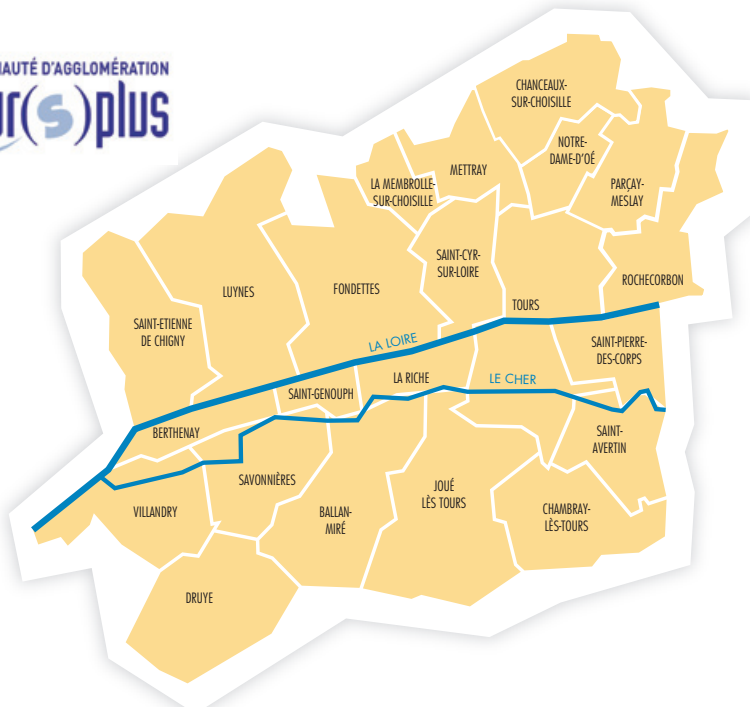 AUTÉ D'AGGLOMÉRATION
r(s)plus
CHANCEAUX-
SUR-CHOISILLE
NOTRE-
DAME-D'OÉ
METTRAY
LA MEMBROLLE-
SUR-CHOISILLE
PARÇAY-
MESLAY
SAINT-CYR-
SUR-LOIRE
ROCHECORBON
LUYNES
FONDETTES
TOURS
SAINT-ETIENNE
DE CHIGNY
LA LOIRE
SAINT-PIERRE-
DES-CORPS
LA RICHE
LE CHER
SAINT-GENOUPH
BERTHENAY
SAINT-
AVERTIN
SAVONNIÈRES
JOUÉ
LÈS TOURS
VILLANDRY
BALLAN-
MIRÉ
CHAMBRAY-
LÈS-TOURS
DRUYE